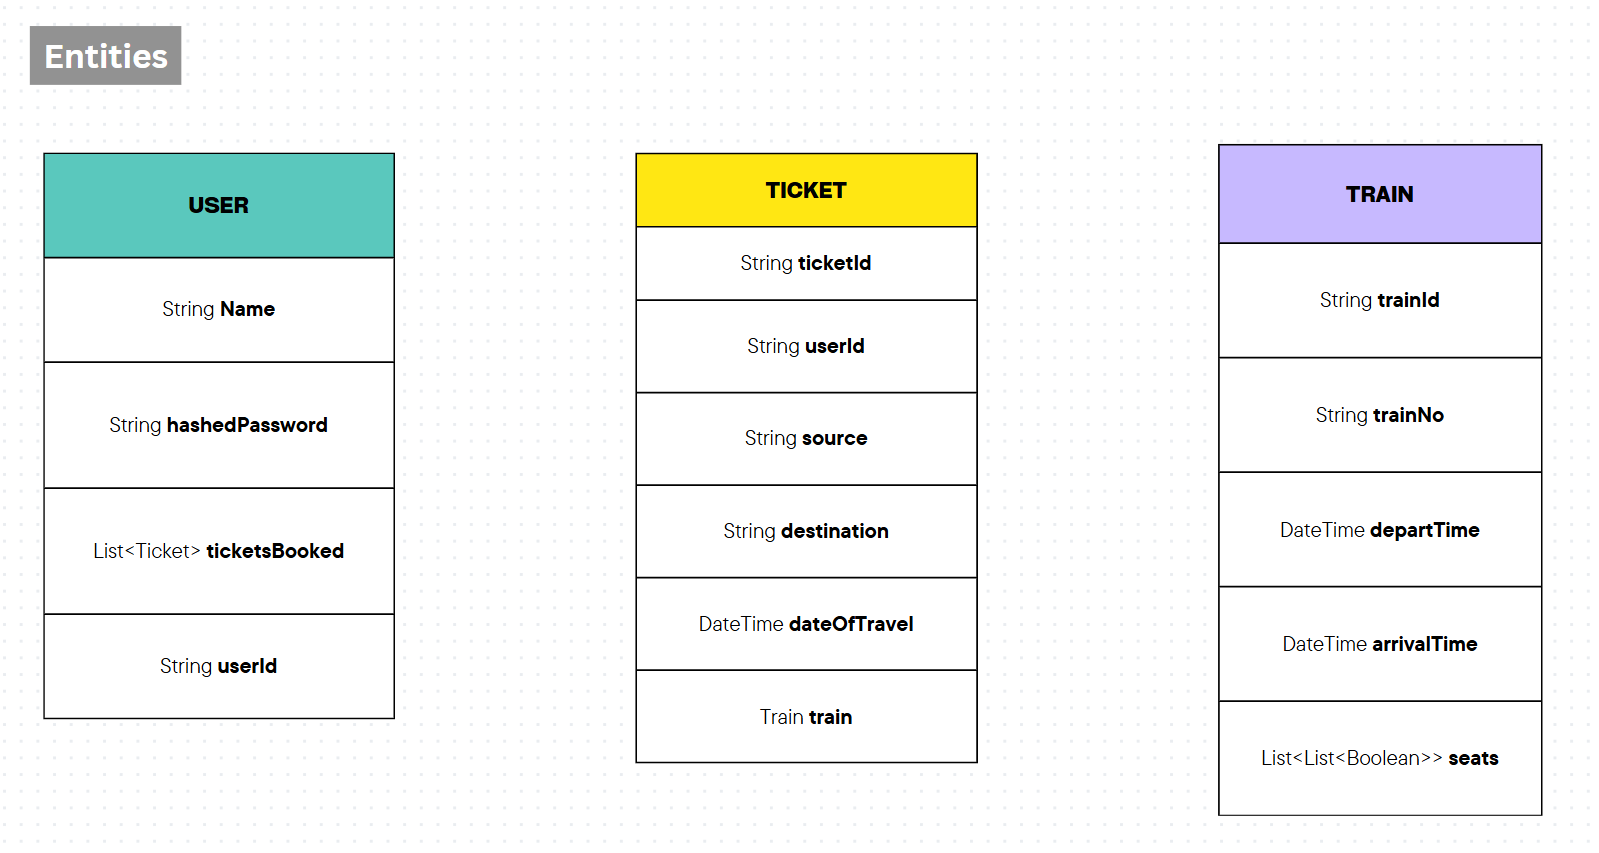 Entities
USER
String Name
String hashedPassword
List<Ticket> ticketsBooked
String userId
TICKET
String ticketId
String userId
String source
String destination
DateTime dateOfTravel
Train train
TRAIN
String trainId
String trainNo
DateTime departTime
DateTime arrivalTime
List<List<Boolean>> seats